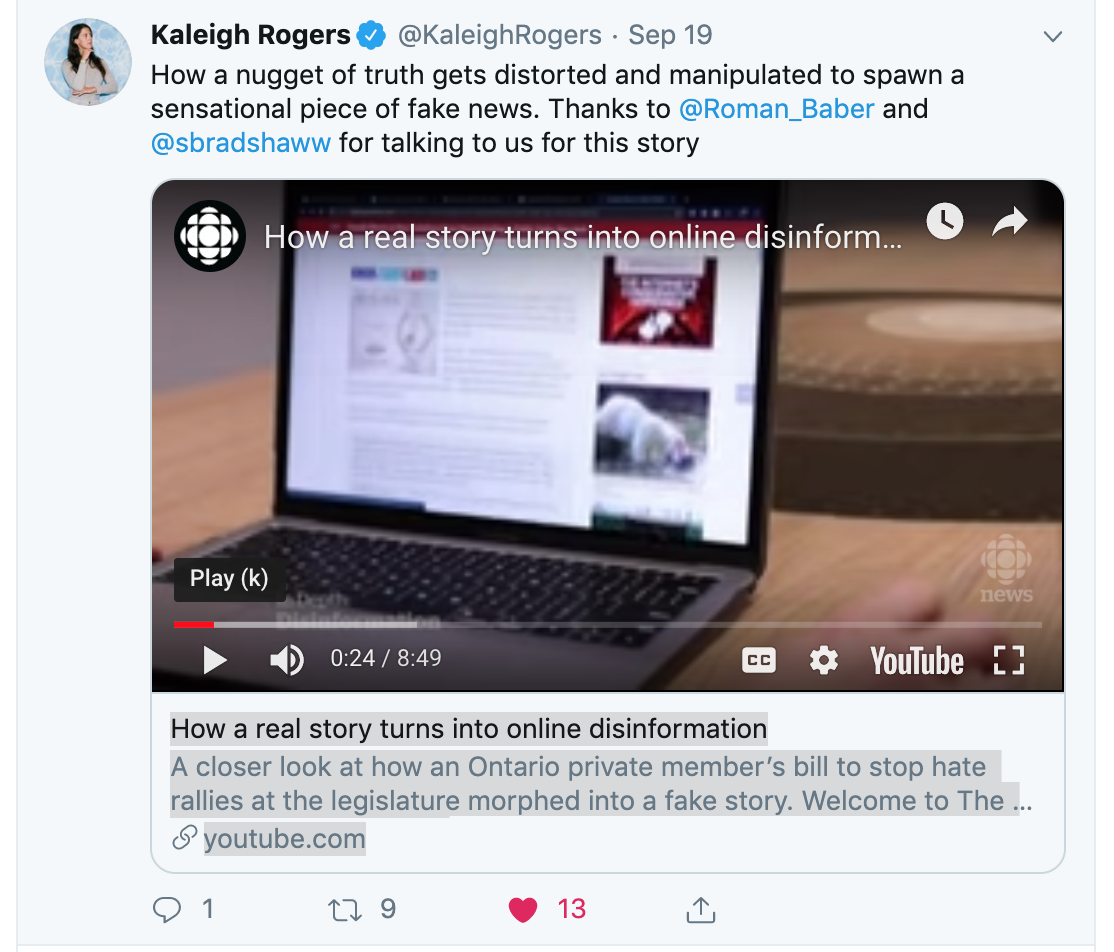 Kaleigh Rogers @KaleighRogers · Sep 19
How a nugget of truth gets distorted and manipulated to spawn a
sensational piece of fake news. Thanks to @Roman_Baber and
@sbradshaww for talking to us for this story
How a real story turns into online disinform...
Play (k)
In Depth
Disinformation
news
0:24 / 8:49
CC
YouTube
How a real story turns into online disinformation
A closer look at how an Ontario private member’s bill to stop hate
rallies at the legislature morphed into a fake story. Welcome to The ...
youtube.com
1 9 13